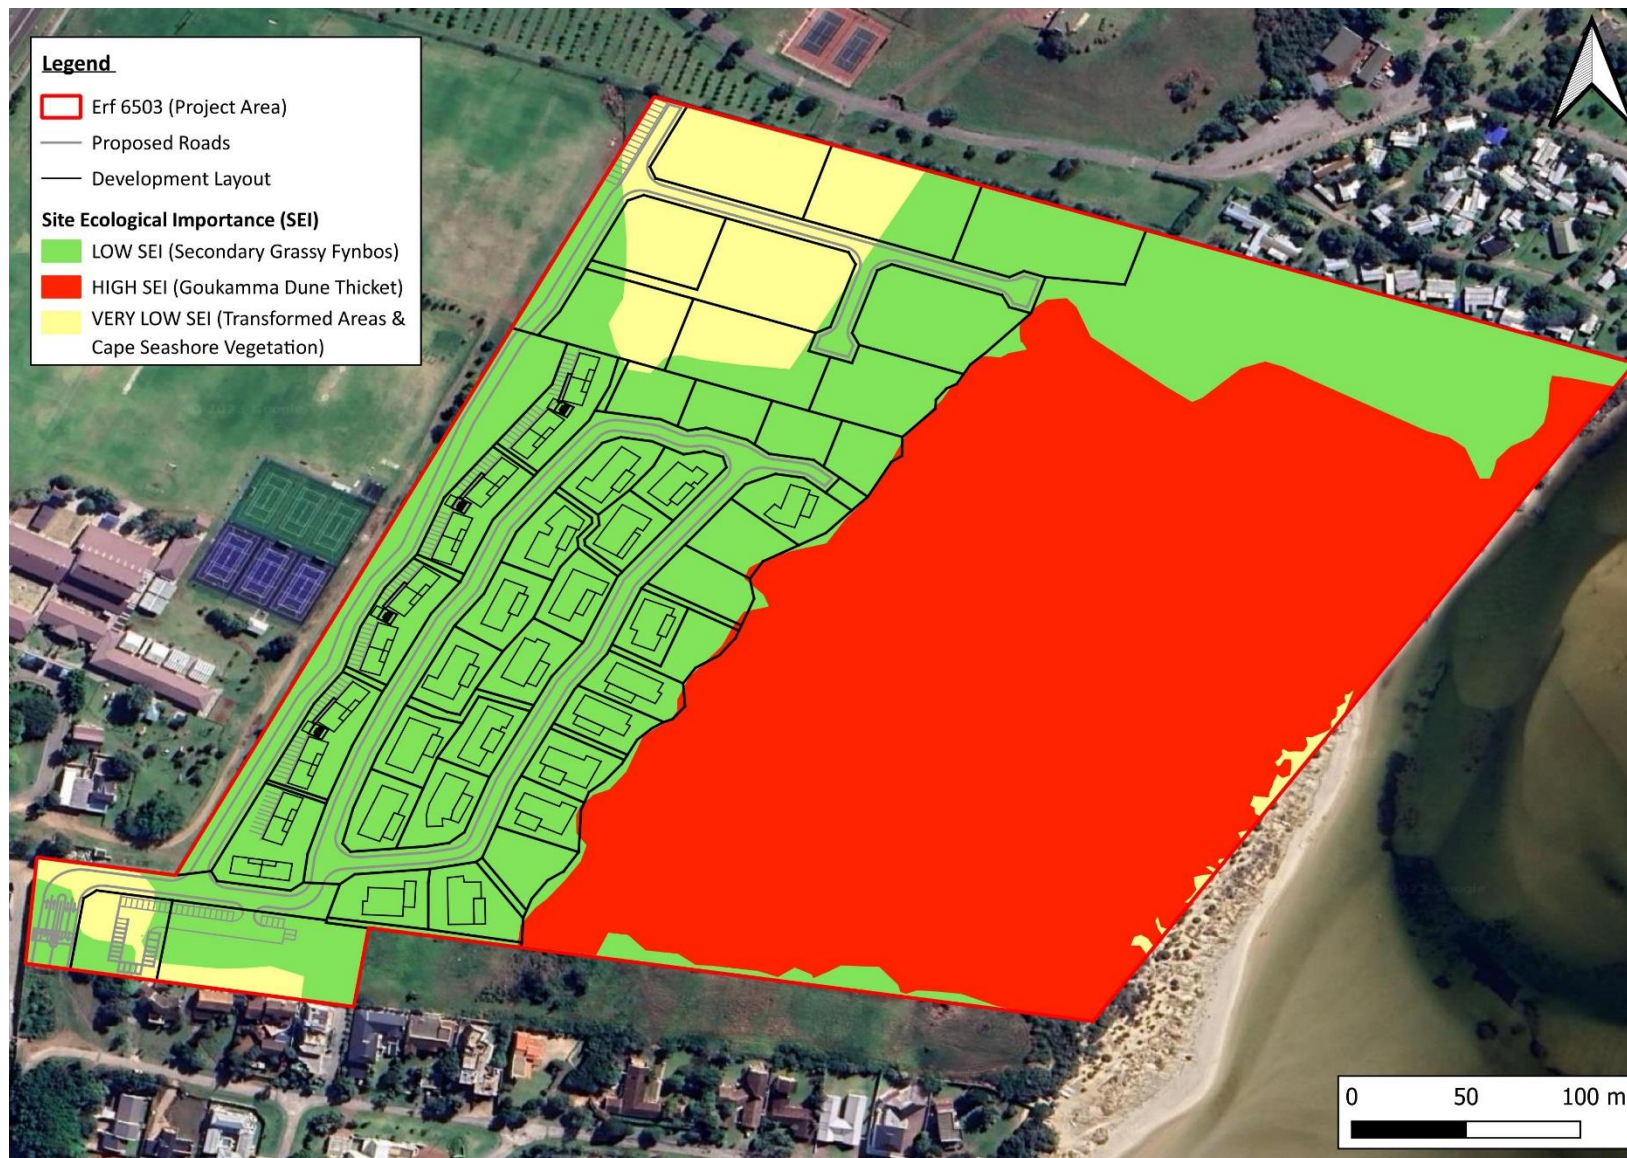 Legend
Erf 6503 (Project Area)
Proposed Roads
Development Layout
Site Ecological Importance (SEI)
LOW SEI (Secondary Grassy Fynbos)
HIGH SEI (Goukamma Dune Thicket)
VERY LOW SEI (Transformed Areas &
Cape Seashore Vegetation)
0 50 100 m